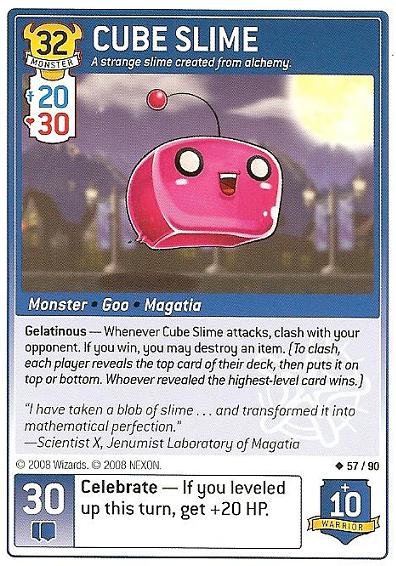 32
MONSTER
CUBE SLIME
A strange slime created from alchemy.
20
30
Monster • Goo • Magatia
Gelatinous — Whenever Cube Slime attacks, clash with your
opponent. If you win, you may destroy an item. (To clash,
each player reveals the top card of their deck, then puts it on
top or bottom. Whoever revealed the highest-level card wins.)
"I have taken a blob of slime . . . and transformed it into
mathematical perfection."
—Scientist X, Jenumist Laboratory of Magatia
© 2008 Wizards. © 2008 NEXON.
◆ 57 / 90
30
Celebrate — If you leveled
up this turn, get +20 HP.
+
10
WARRIOR